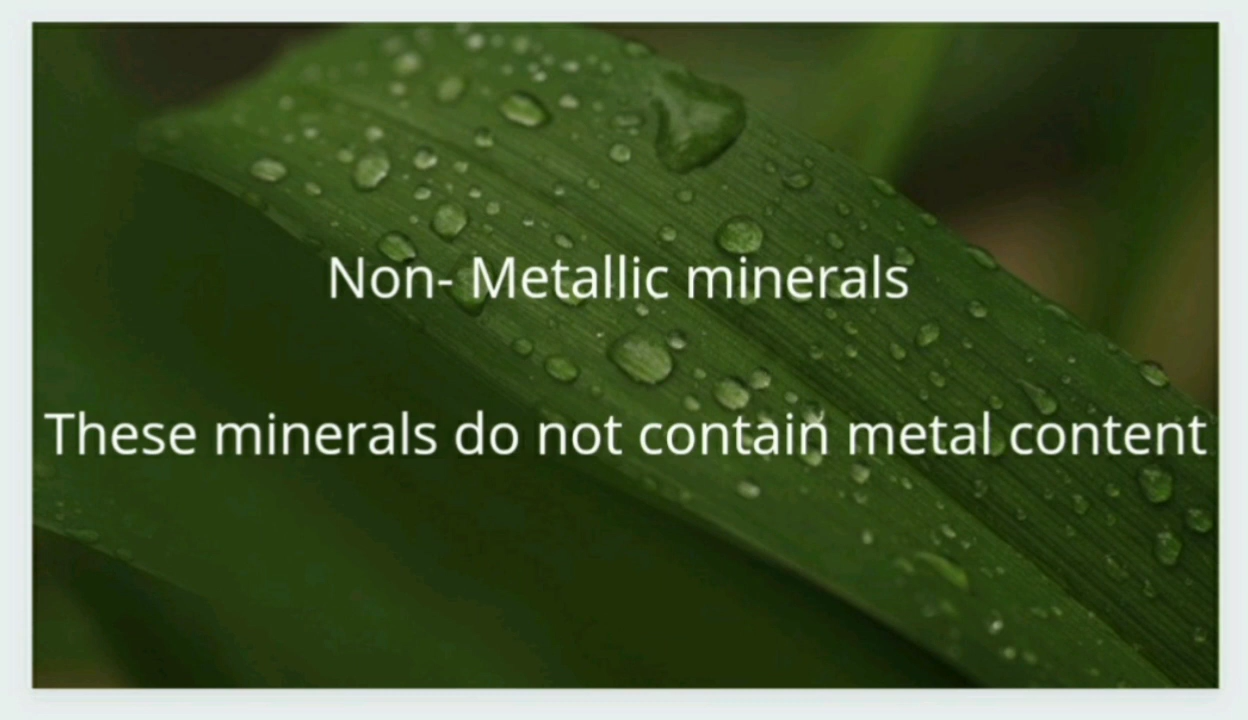 Non- Metallic minerals
These minerals do not contain metal content